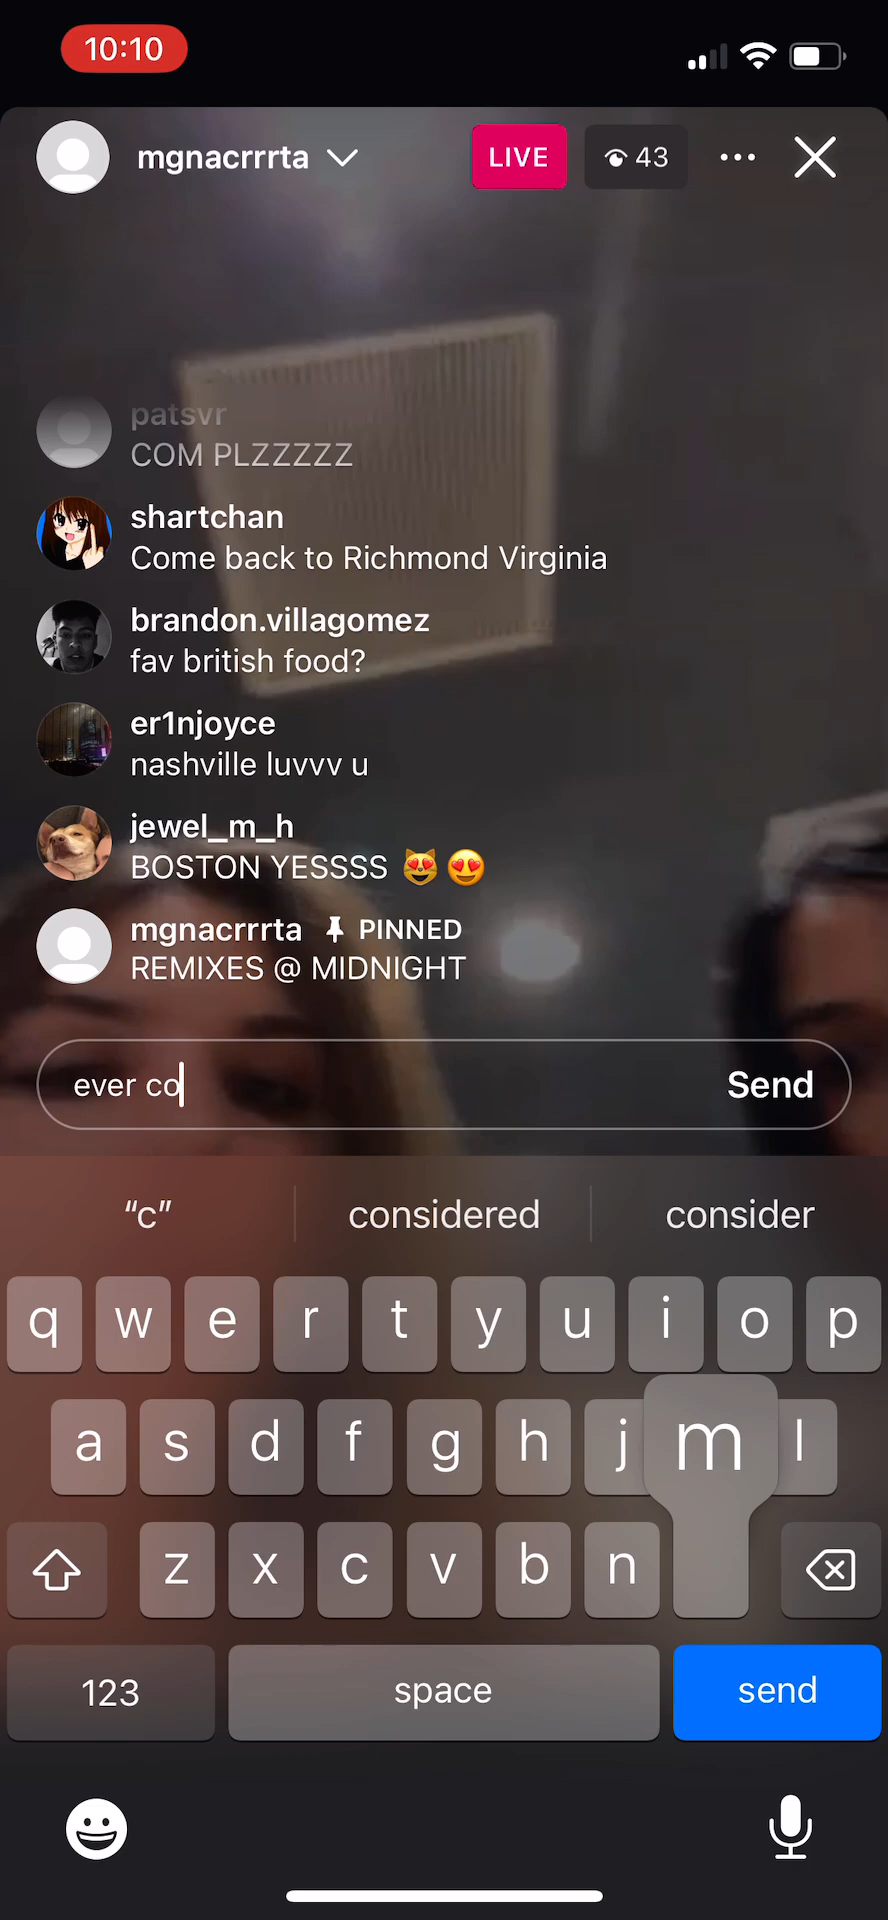 10:10
mgnacrrrta
LIVE
43
patsvr
COM PLZZZZZ
shartchan
Come back to Richmond Virginia
brandon.villagomez
fav british food?
er1njoyce
nashville luvvv u
jewel_m_h
BOSTON YESSSS 😻😍
mgnacrrrta PINNED
REMIXES @ MIDNIGHT
ever co
Send
“c” considered consider
q w e r t y u i o p
a s d f g h j m l
z x c v b n
123 space send